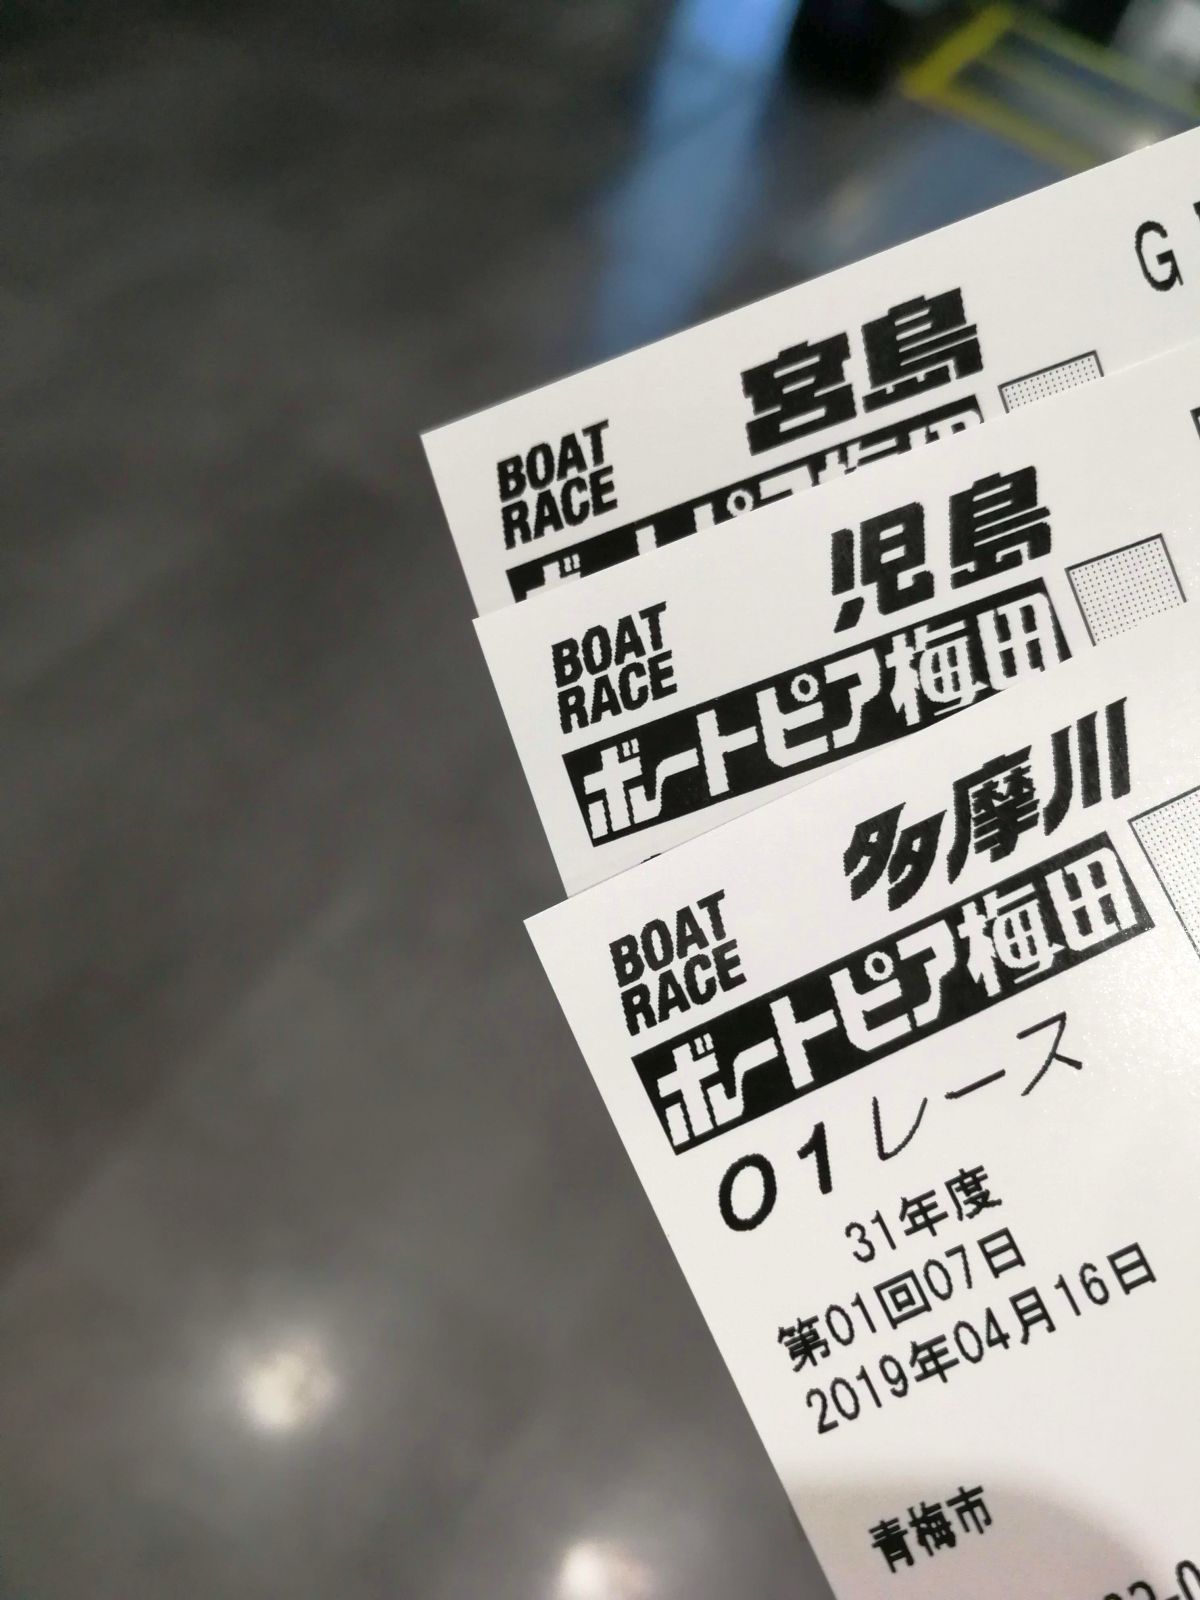 G
宮島
BOAT
RACE
児島
BOAT
RACE
ボートピア梅田
多摩川
BOAT
RACE
ボートピア梅田
01レース
31年度
第01回07日
2019年04月16日
青梅市